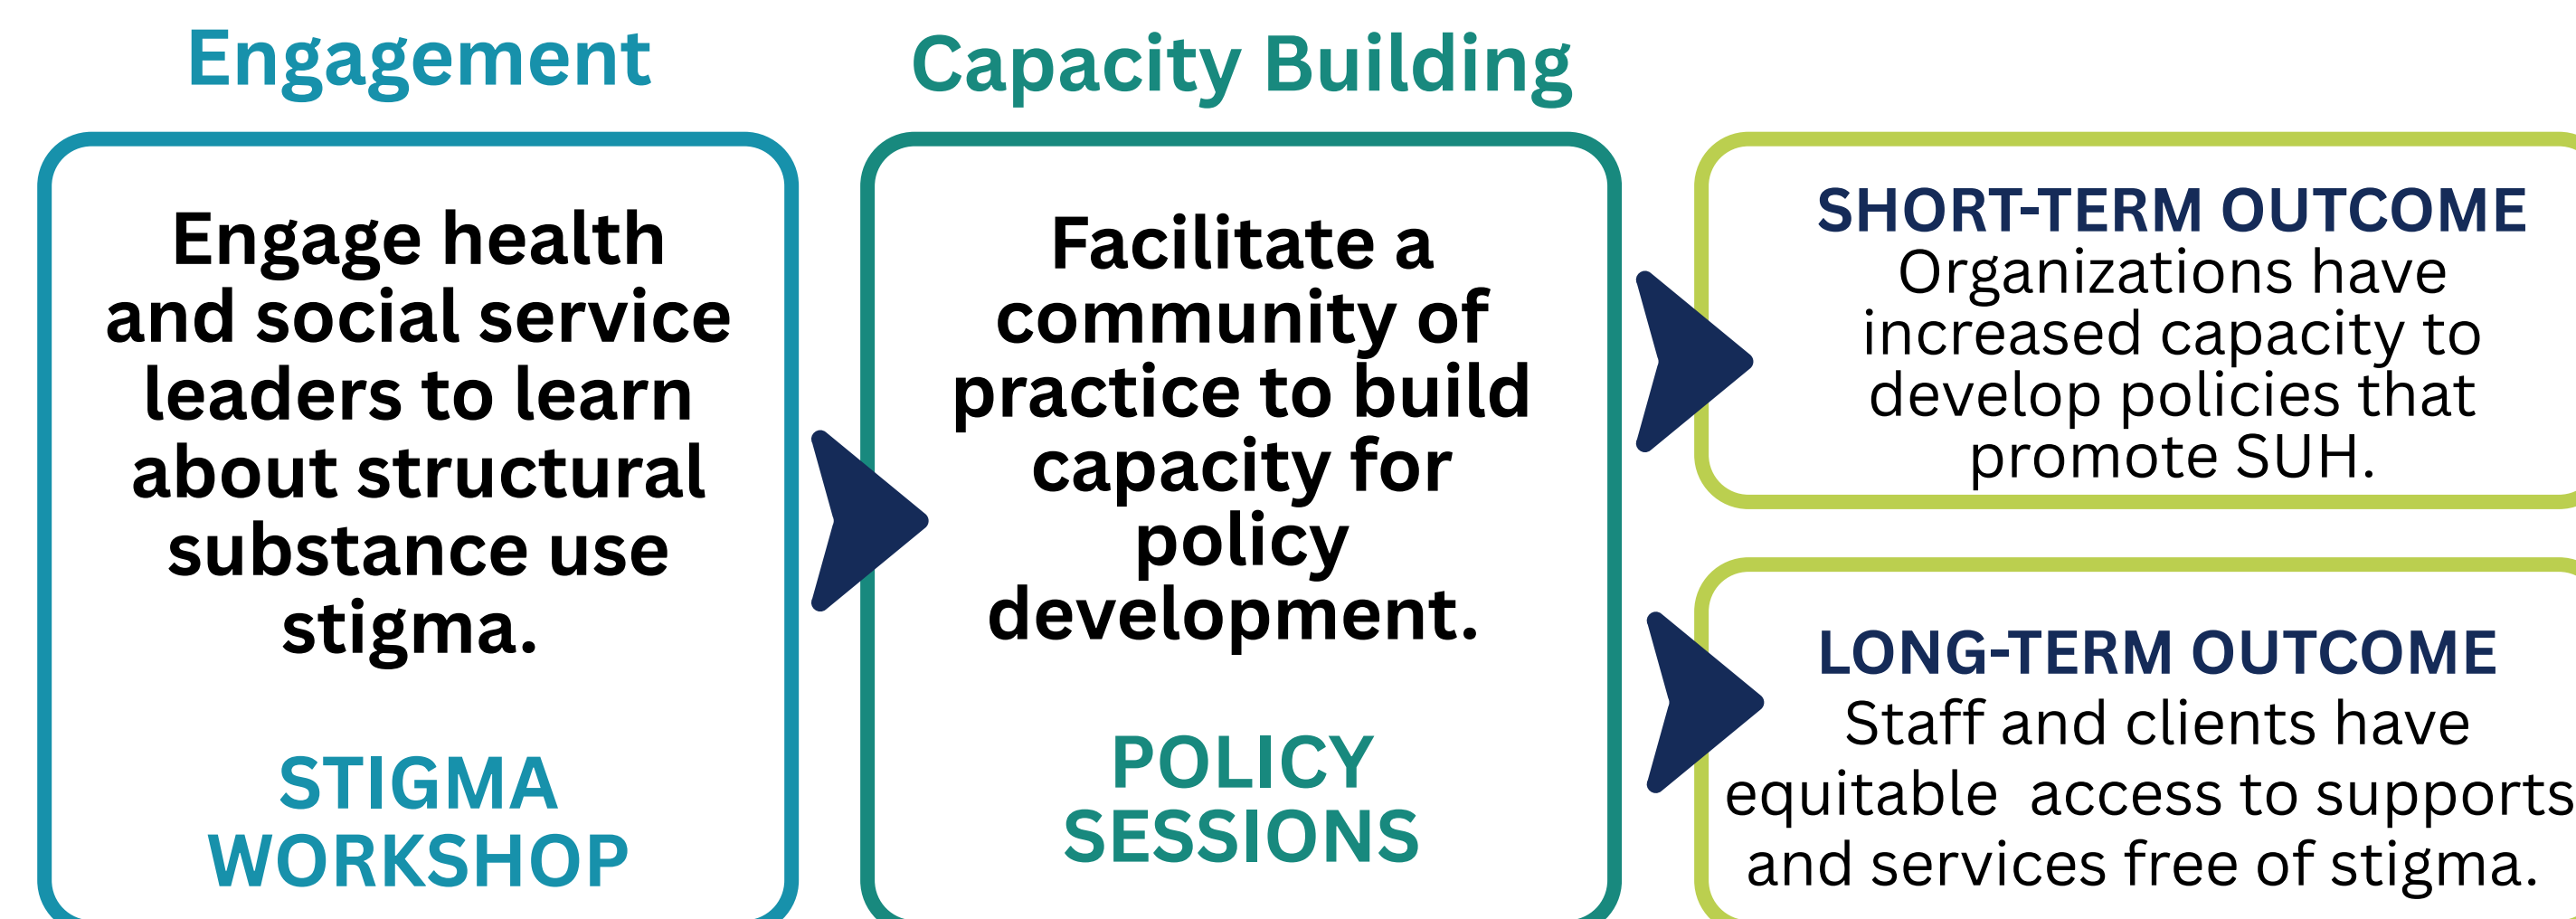 Engagement
Engage health
and social service
leaders to learn
about structural
substance use
stigma.
STIGMA
WORKSHOP
Capacity Building
Facilitate a
community of
practice to build
capacity for
policy
development.
POLICY
SESSIONS
SHORT-TERM OUTCOME
Organizations have
increased capacity to
develop policies that
promote SUH.
LONG-TERM OUTCOME
Staff and clients have
equitable access to supports
and services free of stigma.